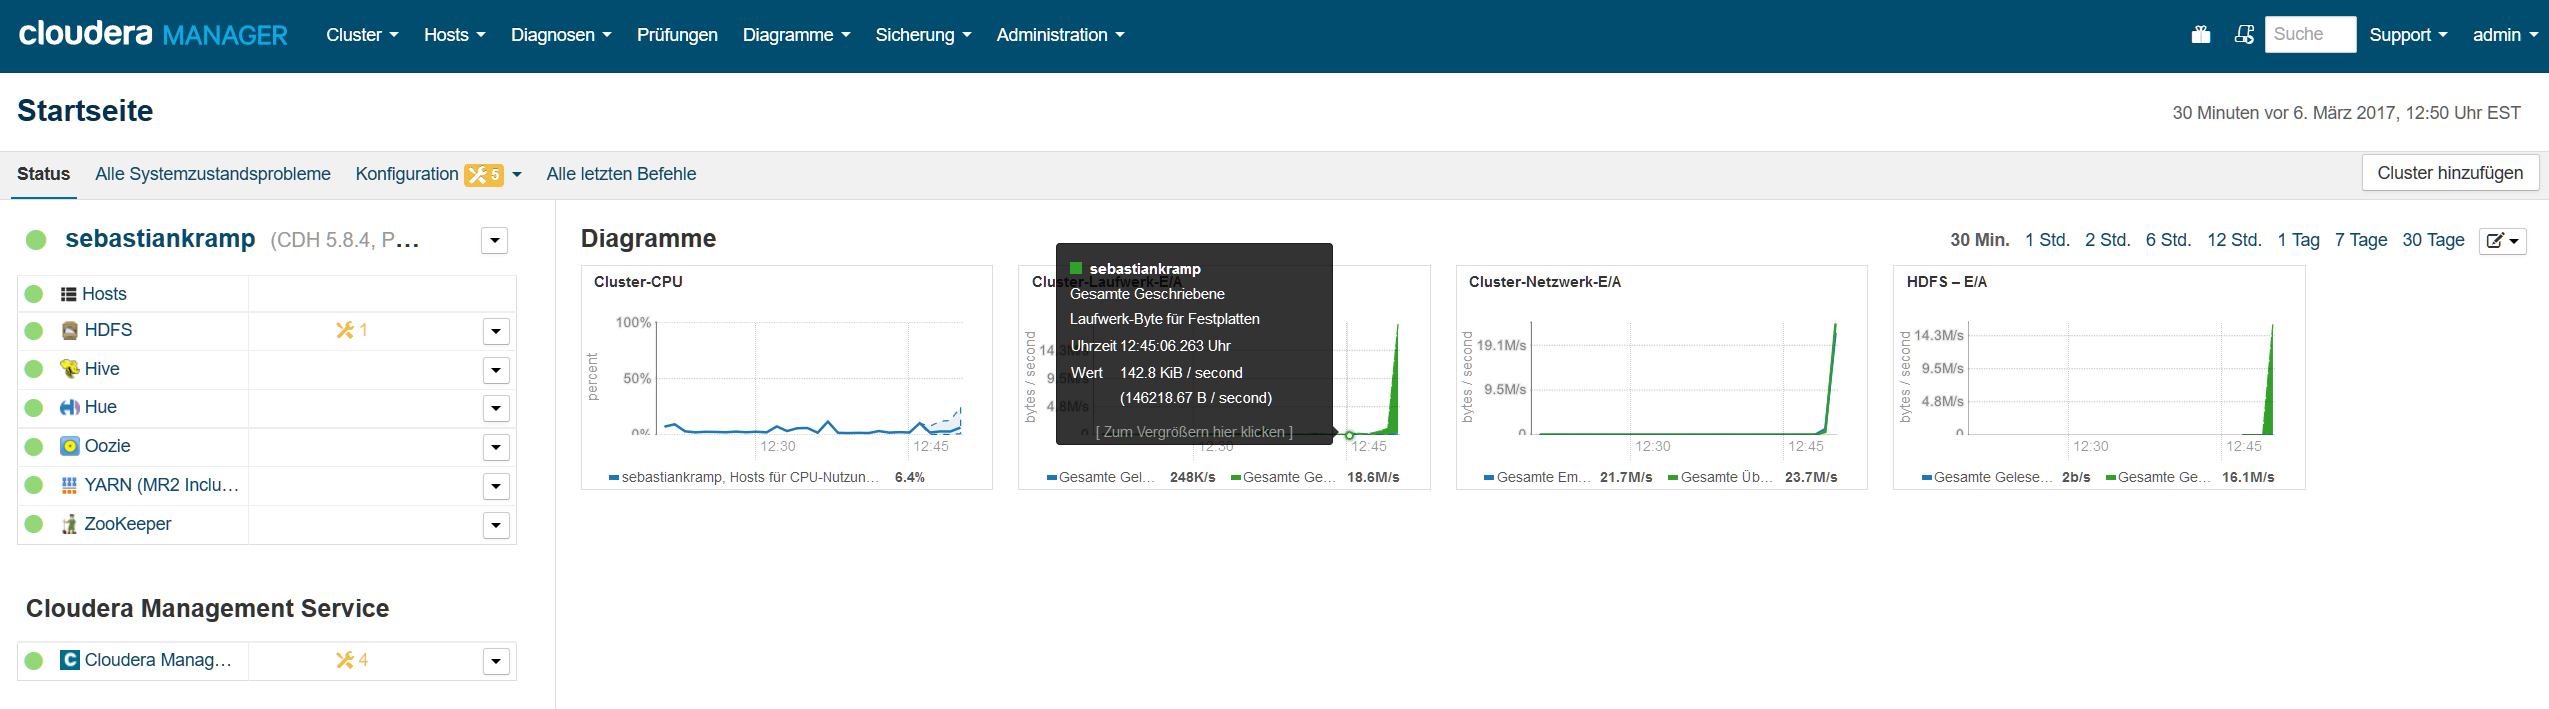 cloudera MANAGER Cluster Hosts Diagnosen Prüfungen Diagramme Sicherung Administration Suche Support admin
Startseite
30 Minuten vor 6. März 2017, 12:50 Uhr EST
Status Alle Systemzustandsprobleme Konfiguration 5 Alle letzten Befehle Cluster hinzufügen
sebastiankramp (CDH 5.8.4, P…
Hosts
HDFS 1
Hive
Hue
Oozie
YARN (MR2 Inclu…
ZooKeeper
Cloudera Management Service
C Cloudera Manag… 4
Diagramme
30 Min. 1 Std. 2 Std. 6 Std. 12 Std. 1 Tag 7 Tage 30 Tage
Cluster-CPU
percent
100%
50%
0%
12:30 12:45
sebastiankramp, Hosts für CPU-Nutzun… 6.4%
Cluster-Laufwerk-E/A
bytes / second
14.3M/s
9.5M/s
4.8M/s
0
12:30 12:45
Gesamte Gel… 248K/s Gesamte Ge… 18.6M/s
sebastiankramp
Gesamte Geschriebene
Laufwerk-Byte für Festplatten
Uhrzeit 12:45:06.263 Uhr
Wert 142.8 KiB / second
(146218.67 B / second)
[ Zum Vergrößern hier klicken ]
Cluster-Netzwerk-E/A
bytes / second
19.1M/s
9.5M/s
0
12:30 12:45
Gesamte Em… 21.7M/s Gesamte Üb… 23.7M/s
HDFS – E/A
bytes / second
14.3M/s
9.5M/s
4.8M/s
0
12:30 12:45
Gesamte Gelese… 2b/s Gesamte Ge… 16.1M/s